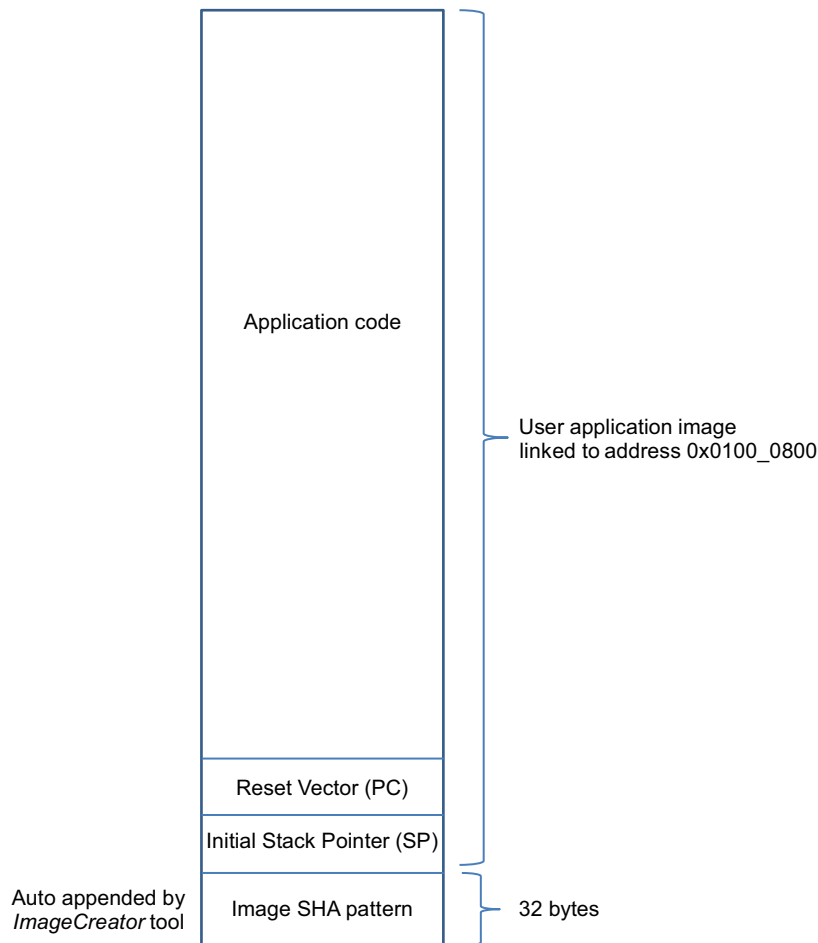 Application code
User application image
linked to address 0x0100_0800
Reset Vector (PC)
Initial Stack Pointer (SP)
Auto appended by
ImageCreator tool
Image SHA pattern
32 bytes